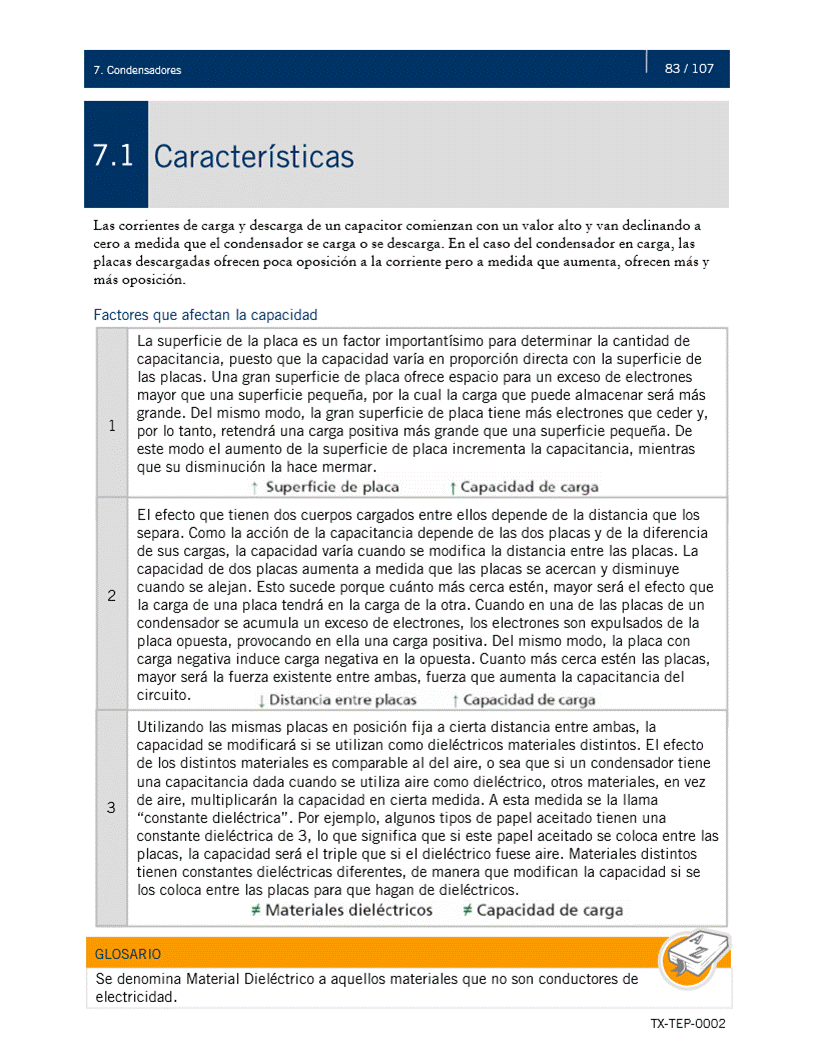 7. Condensadores
83 / 107
7.1 Características
Las corrientes de carga y descarga de un capacitor comienzan con un valor alto y van declinando a
cero a medida que el condensador se carga o se descarga. En el caso del condensador en carga, las
placas descargadas ofrecen poca oposición a la corriente pero a medida que aumenta, ofrecen más y
más oposición.
Factores que afectan la capacidad
1
La superficie de la placa es un factor importantísimo para determinar la cantidad de
capacitancia, puesto que la capacidad varía en proporción directa con la superficie de
las placas. Una gran superficie de placa ofrece espacio para un exceso de electrones
mayor que una superficie pequeña, por la cual la carga que puede almacenar será más
grande. Del mismo modo, la gran superficie de placa tiene más electrones que ceder y,
por lo tanto, retendrá una carga positiva más grande que una superficie pequeña. De
este modo el aumento de la superficie de placa incrementa la capacitancia, mientras
que su disminución la hace mermar.
↑ Superficie de placa ↑ Capacidad de carga
2
El efecto que tienen dos cuerpos cargados entre ellos depende de la distancia que los
separa. Como la acción de la capacitancia depende de las dos placas y de la diferencia
de sus cargas, la capacidad varía cuando se modifica la distancia entre las placas. La
capacidad de dos placas aumenta a medida que las placas se acercan y disminuye
cuando se alejan. Esto sucede porque cuánto más cerca estén, mayor será el efecto que
la carga de una placa tendrá en la carga de la otra. Cuando en una de las placas de un
condensador se acumula un exceso de electrones, los electrones son expulsados de la
placa opuesta, provocando en ella una carga positiva. Del mismo modo, la placa con
carga negativa induce carga negativa en la opuesta. Cuanto más cerca estén las placas,
mayor será la fuerza existente entre ambas, fuerza que aumenta la capacitancia del
circuito.
↓ Distancia entre placas ↑ Capacidad de carga
3
Utilizando las mismas placas en posición fija a cierta distancia entre ambas, la
capacidad se modificará si se utilizan como dieléctricos materiales distintos. El efecto
de los distintos materiales es comparable al del aire, o sea que si un condensador tiene
una capacitancia dada cuando se utiliza aire como dieléctrico, otros materiales, en vez
de aire, multiplicarán la capacidad en cierta medida. A esta medida se la llama
“constante dieléctrica”. Por ejemplo, algunos tipos de papel aceitado tienen una
constante dieléctrica de 3, lo que significa que si este papel aceitado se coloca entre las
placas, la capacidad será el triple que si el dieléctrico fuese aire. Materiales distintos
tienen constantes dieléctricas diferentes, de manera que modifican la capacidad si se
los coloca entre las placas para que hagan de dieléctricos.
≠ Materiales dieléctricos ≠ Capacidad de carga
GLOSARIO
A
Z
Se denomina Material Dieléctrico a aquellos materiales que no son conductores de
electricidad.
TX-TEP-0002